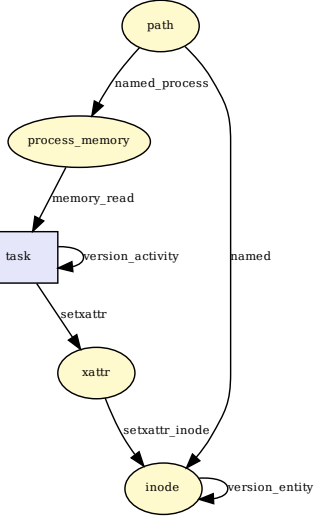 path
named_process
process_memory
memory_read
task
version_activity
named
setxattr
xattr
setxattr_inode
inode
version_entity